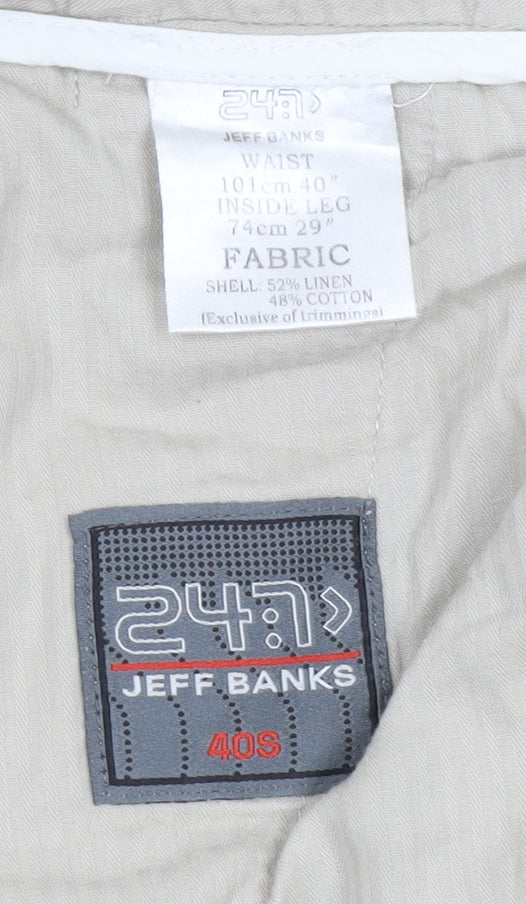 24:7>
JEFF BANKS
WAIST
101cm 40"
INSIDE LEG
74cm 29"
FABRIC
SHELL: 52% LINEN
48% COTTON
(Exclusive of trimmings)
24:7>
JEFF BANKS
40S